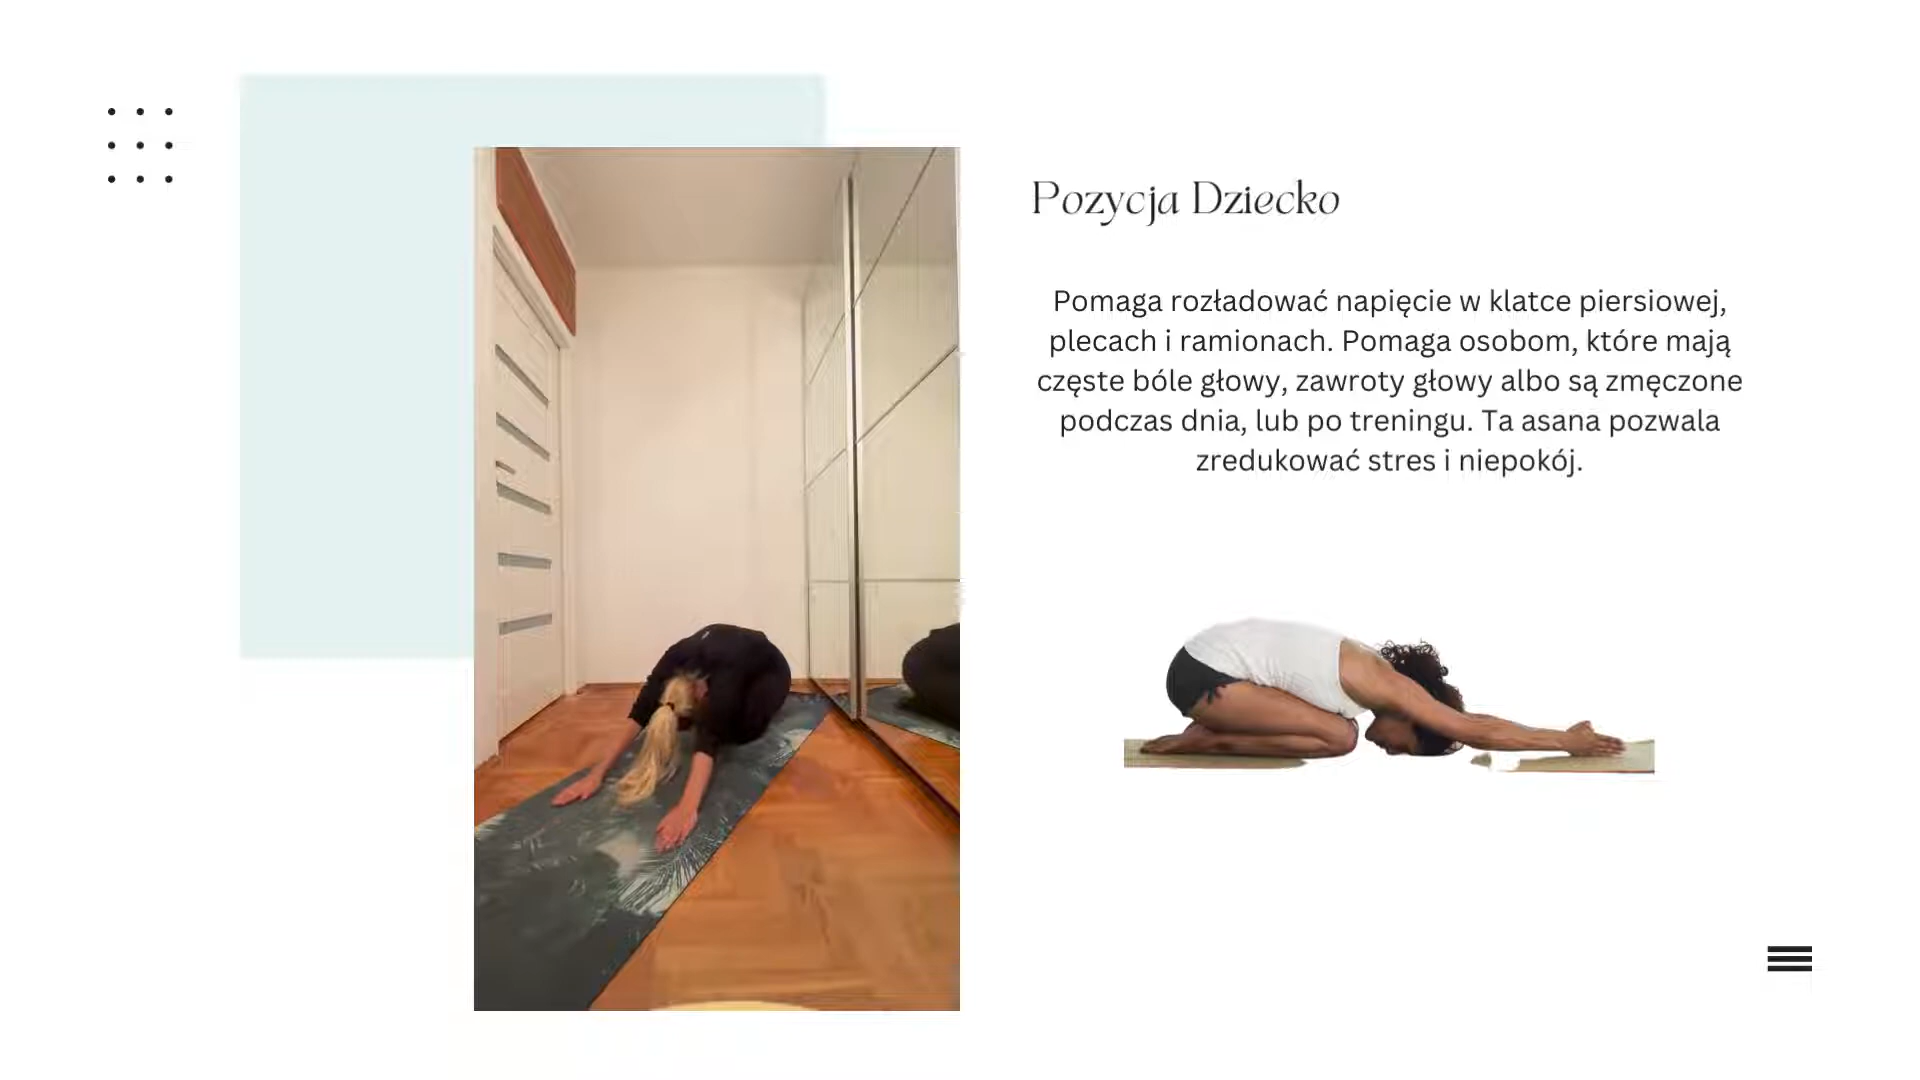 Pozycja Dziecko
Pomaga rozładować napięcie w klatce piersiowej,
plecach i ramionach. Pomaga osobom, które mają
częste bóle głowy, zawroty głowy albo są zmęczone
podczas dnia, lub po treningu. Ta asana pozwala
zredukować stres i niepokój.